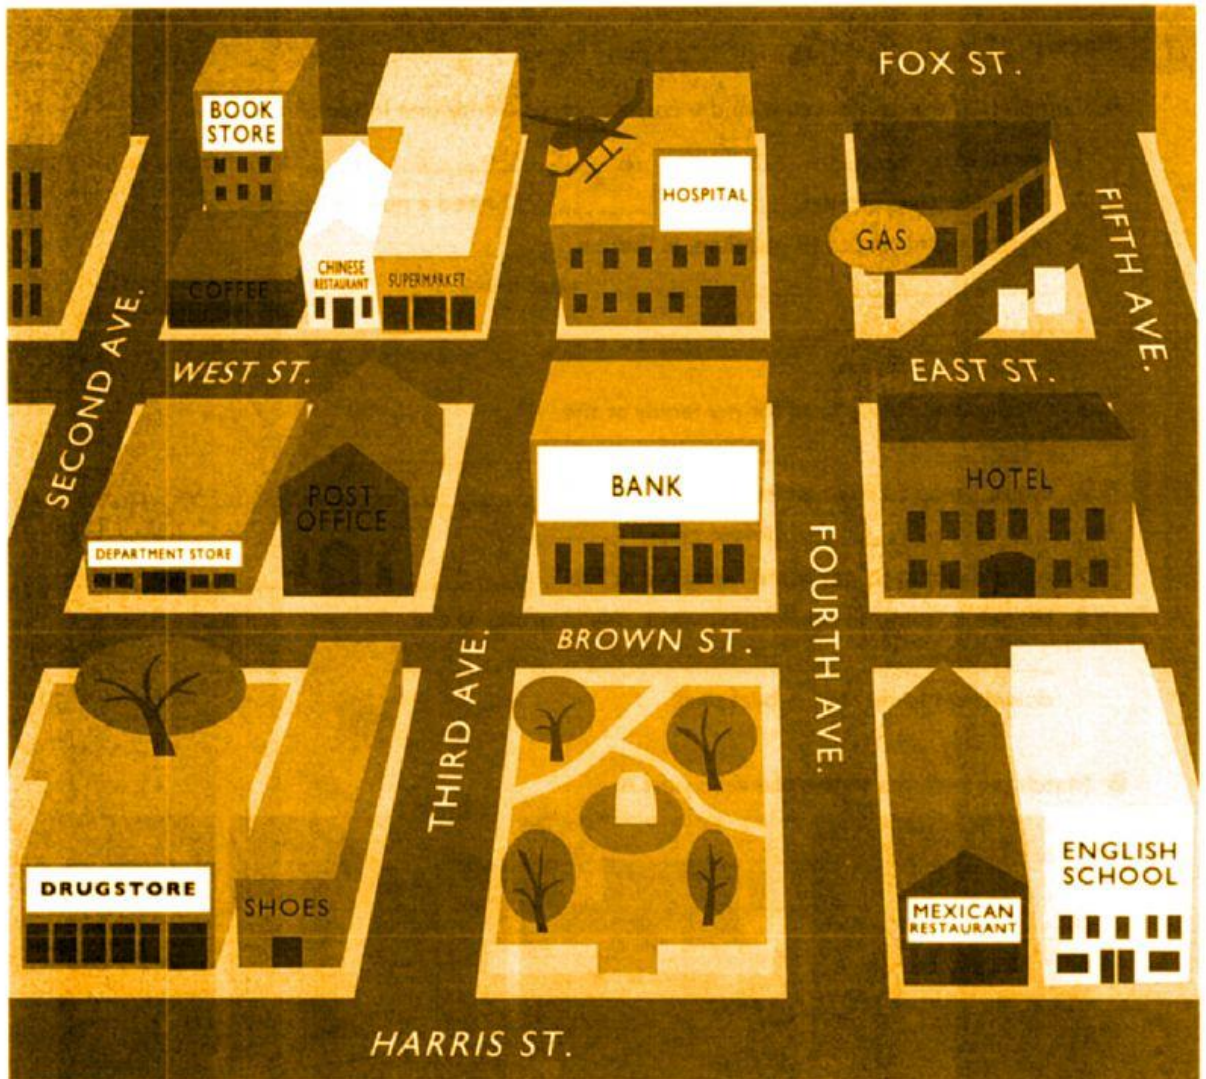 FOX ST.
BOOK
STORE
HOSPITAL
FIFTH AVE.
GAS
CHINESE
RESTAURANT
SUPERMARKET
COFFEE
SECOND AVE.
WEST ST.
EAST ST.
POST
OFFICE
BANK
HOTEL
DEPARTMENT STORE
FOURTH AVE.
THIRD AVE.
BROWN ST.
DRUGSTORE
SHOES
MEXICAN
RESTAURANT
ENGLISH
SCHOOL
HARRIS ST.